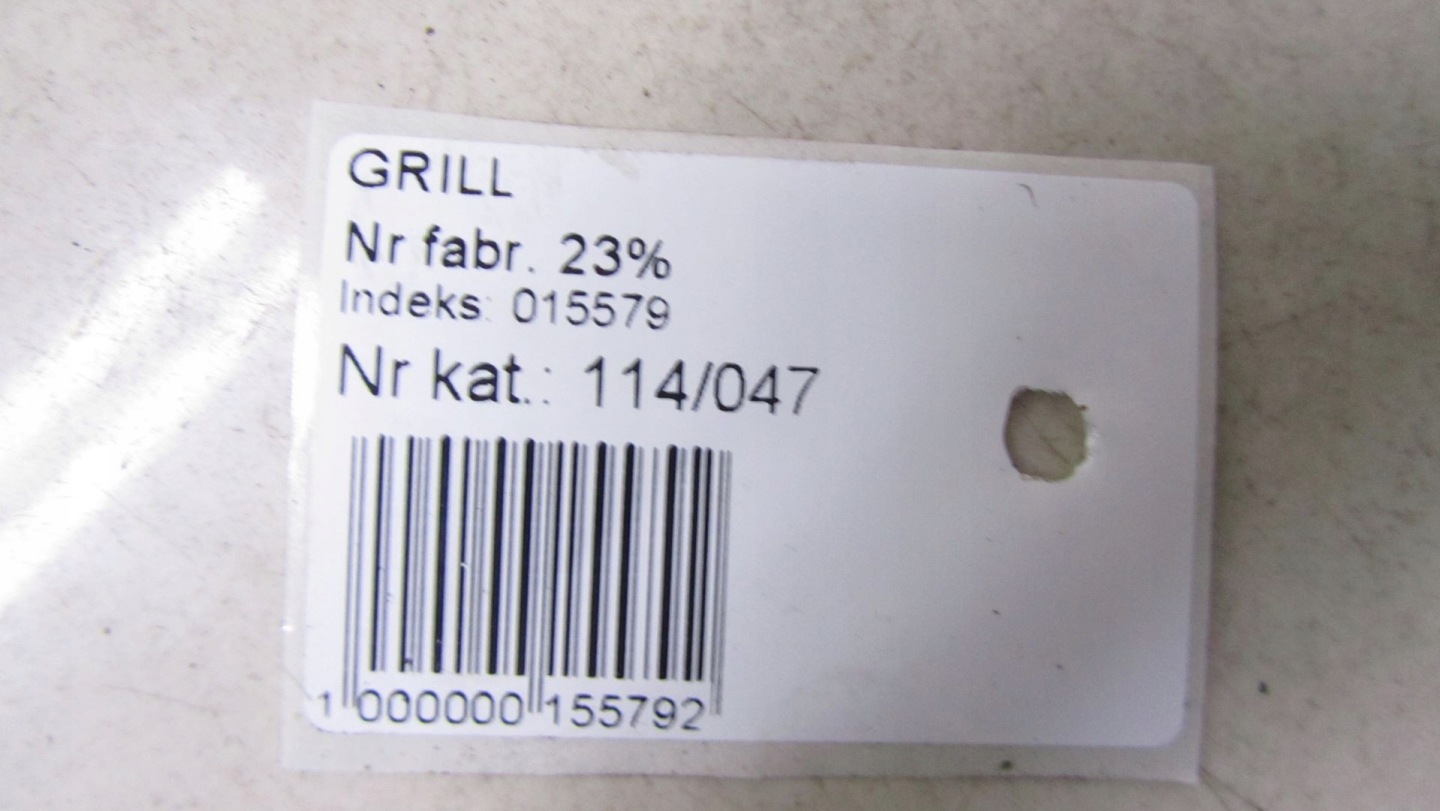 GRILL
Nr fabr. 23%
Indeks: 015579
Nr kat.: 114/047
1 000000 155792